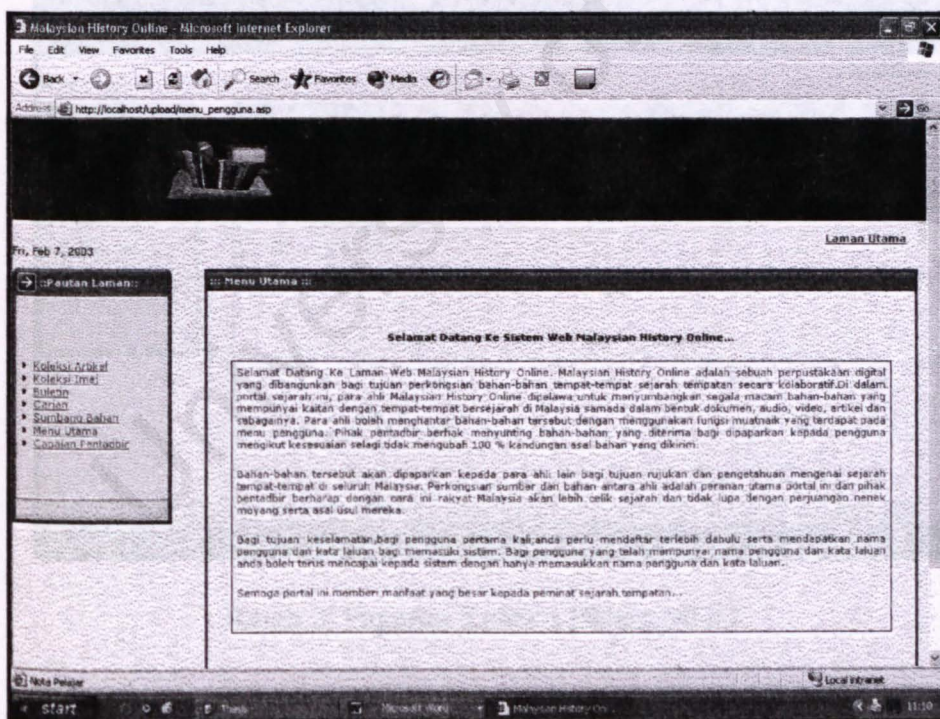 Malaysian History Online - Microsoft Internet Explorer
File Edit View Favorites Tools Help
Back Search Favorites Media
Address http://localhost/upload/menu_pengguna.asp Go
Laman Utama
Fri, Feb 7, 2003
::Pautan Laman::
::: Menu Utama :::
Selamat Datang Ke Sistem Web Malaysian History Online...
Koleksi Artikel
Koleksi Imej
Buletin
Carian
Sumbang Bahan
Menu Utama
Capaian Pentadbir
Selamat Datang Ke Laman Web Malaysian History Online. Malaysian History Online adalah sebuah perpustakaan digital
yang dibangunkan bagi tujuan perkongsian bahan-bahan tempat-tempat sejarah tempatan secara kolaboratif.Di dalam
portal sejarah ini, para ahli Malaysian History Online dipelawa untuk menyumbangkan segala macam bahan-bahan yang
mempunyai kaitan dengan tempat-tempat bersejarah di Malaysia samada dalam bentuk dokumen, audio, video, artikel dan
sebagainya. Para ahli boleh menghantar bahan-bahan tersebut dengan menggunakan fungsi muatnaik yang terdapat pada
menu pengguna. Pihak pentadbir berhak menyunting bahan-bahan yang diterima bagi dipaparkan kepada pengguna
mengikut kesesuaian selagi tidak mengubah 100 % kandungan asal bahan yang dikirim.
Bahan-bahan tersebut akan dipaparkan kepada para ahli lain bagi tujuan rujukan dan pengetahuan mengenai sejarah
tempat-tempat di seluruh Malaysia. Perkongsian sumber dan bahan antara ahli adalah peranan utama portal ini dan pihak
pentadbir berharap dengan cara ini rakyat Malaysia akan lebih celik sejarah dan tidak lupa dengan perjuangan nenek
moyang serta asal usul mereka.
Bagi tujuan keselamatan,bagi pengguna pertama kali,anda perlu mendaftar terlebih dahulu serta mendapatkan nama
pengguna dan kata laluan bagi memasuki sistem. Bagi pengguna yang telah mempunyai nama pengguna dan kata laluan
anda boleh terus mencapai kepada sistem dengan hanya memasukkan nama pengguna dan kata laluan.
Semoga portal ini memberi manfaat yang besar kepada peminat sejarah tempatan...
Nota Pelajar Local intranet
start Thesis Microsoft Word Malaysian History On... 11:10